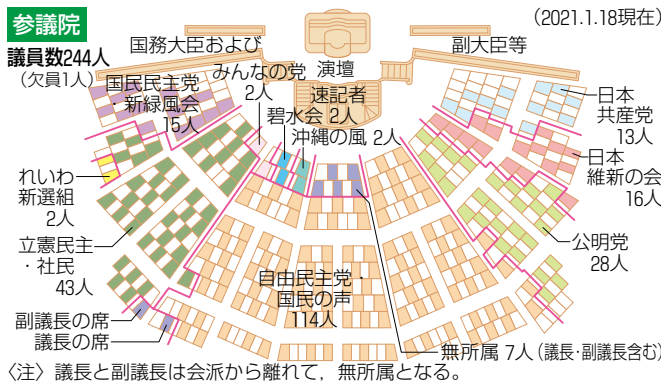 参議院
(2021.1.18現在)
議員数244人
(欠員1人)
国務大臣および
演壇
副大臣等
国民民主党
・新緑風会
15人
みんなの党
2人
速記者
碧水会 2人
沖縄の風 2人
日本
共産党
13人
日本
維新の会
16人
れいわ
新選組
2人
立憲民主
・社民
43人
公明党
28人
自由民主党・
国民の声
114人
副議長の席
議長の席
無所属 7人(議長・副議長含む)
〈注〉議長と副議長は会派から離れて,無所属となる。